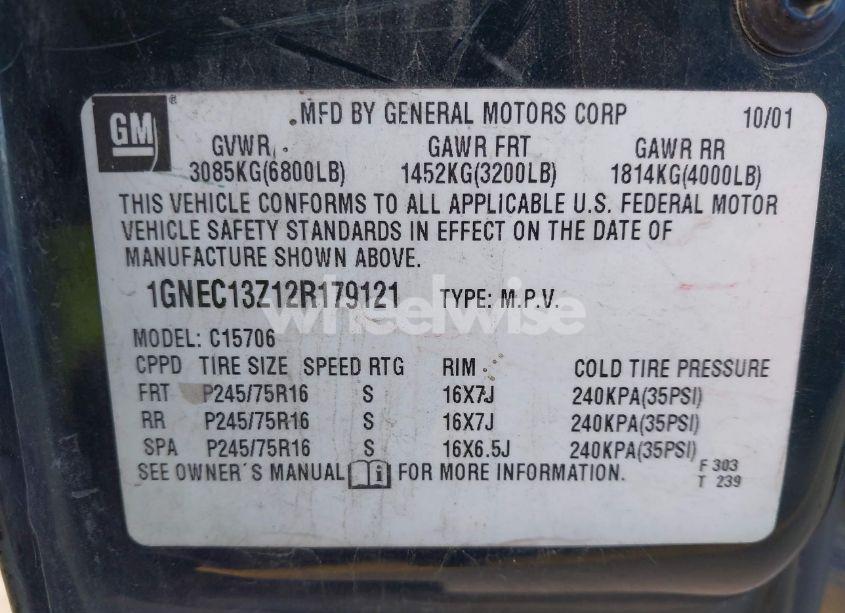 GM ® MFD BY GENERAL MOTORS CORP 10/01
GVWR GAWR FRT GAWR RR
3085KG(6800LB) 1452KG(3200LB) 1814KG(4000LB)
THIS VEHICLE CONFORMS TO ALL APPLICABLE U.S. FEDERAL MOTOR
VEHICLE SAFETY STANDARDS IN EFFECT ON THE DATE OF
MANUFACTURE SHOWN ABOVE.
1GNEC13Z12R179121 TYPE: M.P.V.
wheelwise
MODEL: C15706
CPPD TIRE SIZE SPEED RTG RIM COLD TIRE PRESSURE
FRT P245/75R16 S 16X7J 240KPA(35PSI)
RR P245/75R16 S 16X7J 240KPA(35PSI)
SPA P245/75R16 S 16X6.5J 240KPA(35PSI)
SEE OWNER'S MANUAL i FOR MORE INFORMATION.
F 303
T 239